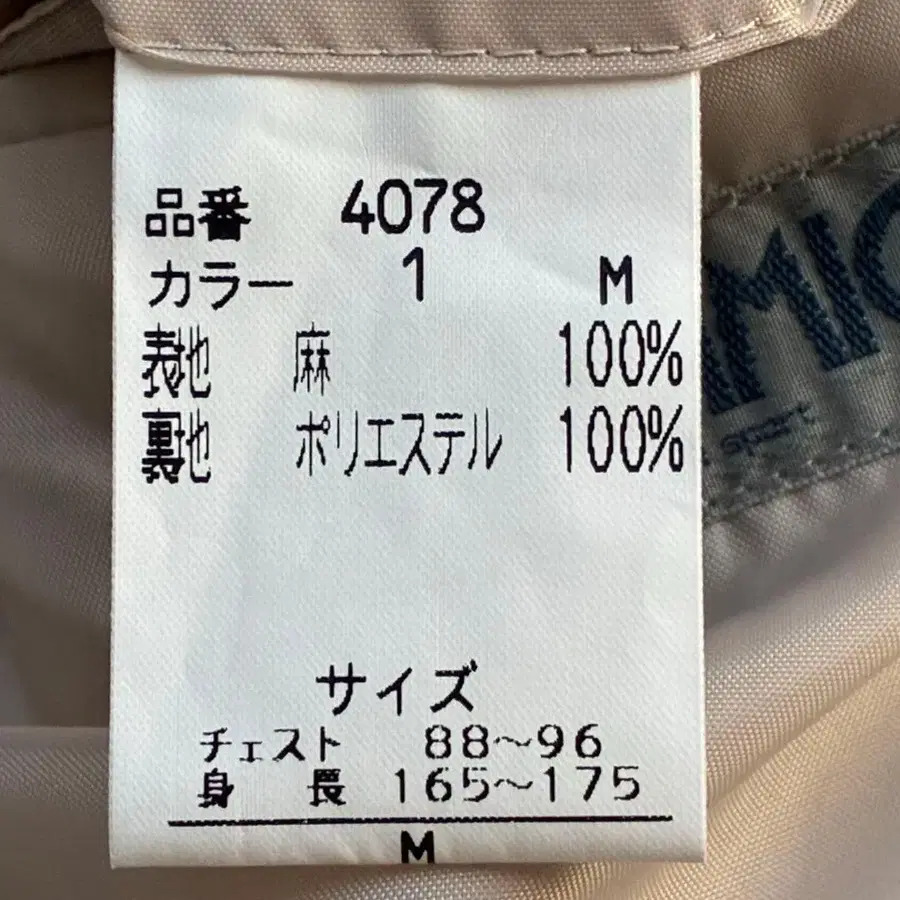 品番 4078
カラー 1 M
表地 麻 100%
裏地 ポリエステル 100%
サイズ
チェスト 88〜96
身長 165〜175
M
sport